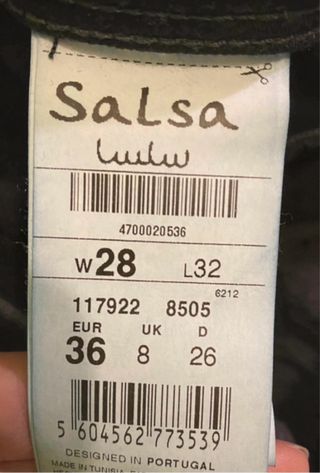 Salsa
4700020536
W28 L32
6212
117922 8505
EUR UK D
36 8 26
5 604562 773539
DESIGNED IN PORTUGAL
MADE IN TUNISIA